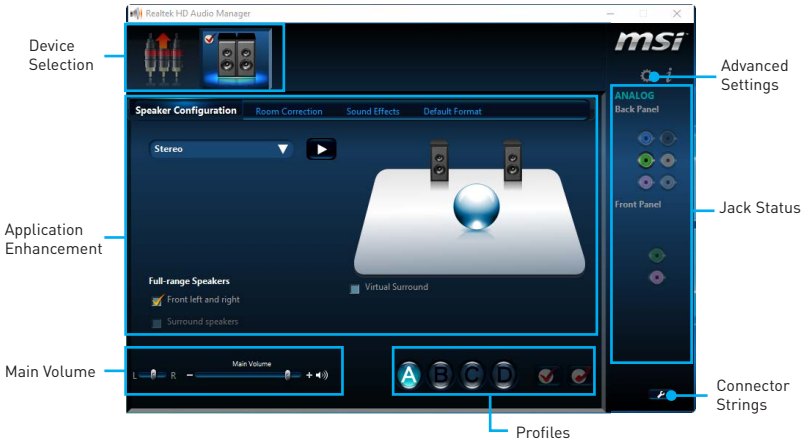 Realtek HD Audio Manager
msi
Device
Selection
Advanced
Settings
ANALOG
Back Panel
Speaker Configuration
Room Correction
Sound Effects
Default Format
Stereo
Jack Status
Front Panel
Application
Enhancement
Full-range Speakers
Front left and right
Virtual Surround
Surround speakers
Main Volume
Main Volume
L
R
A
B
C
D
Connector
Strings
Profiles